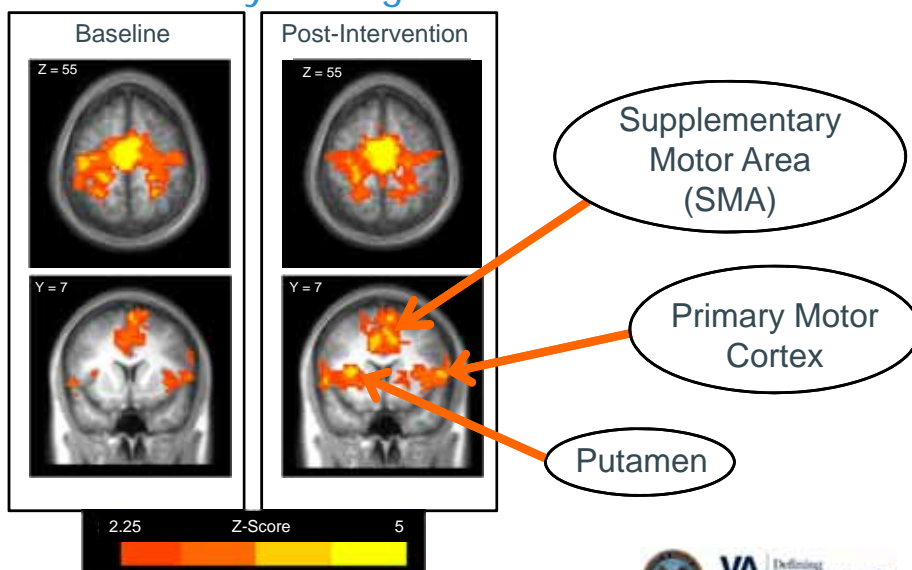 Baseline
Post-Intervention
Z = 55
Z = 55
Supplementary
Motor Area
(SMA)
Y = 7
Y = 7
Primary Motor
Cortex
Putamen
2.25 Z-Score 5
VA
Defining